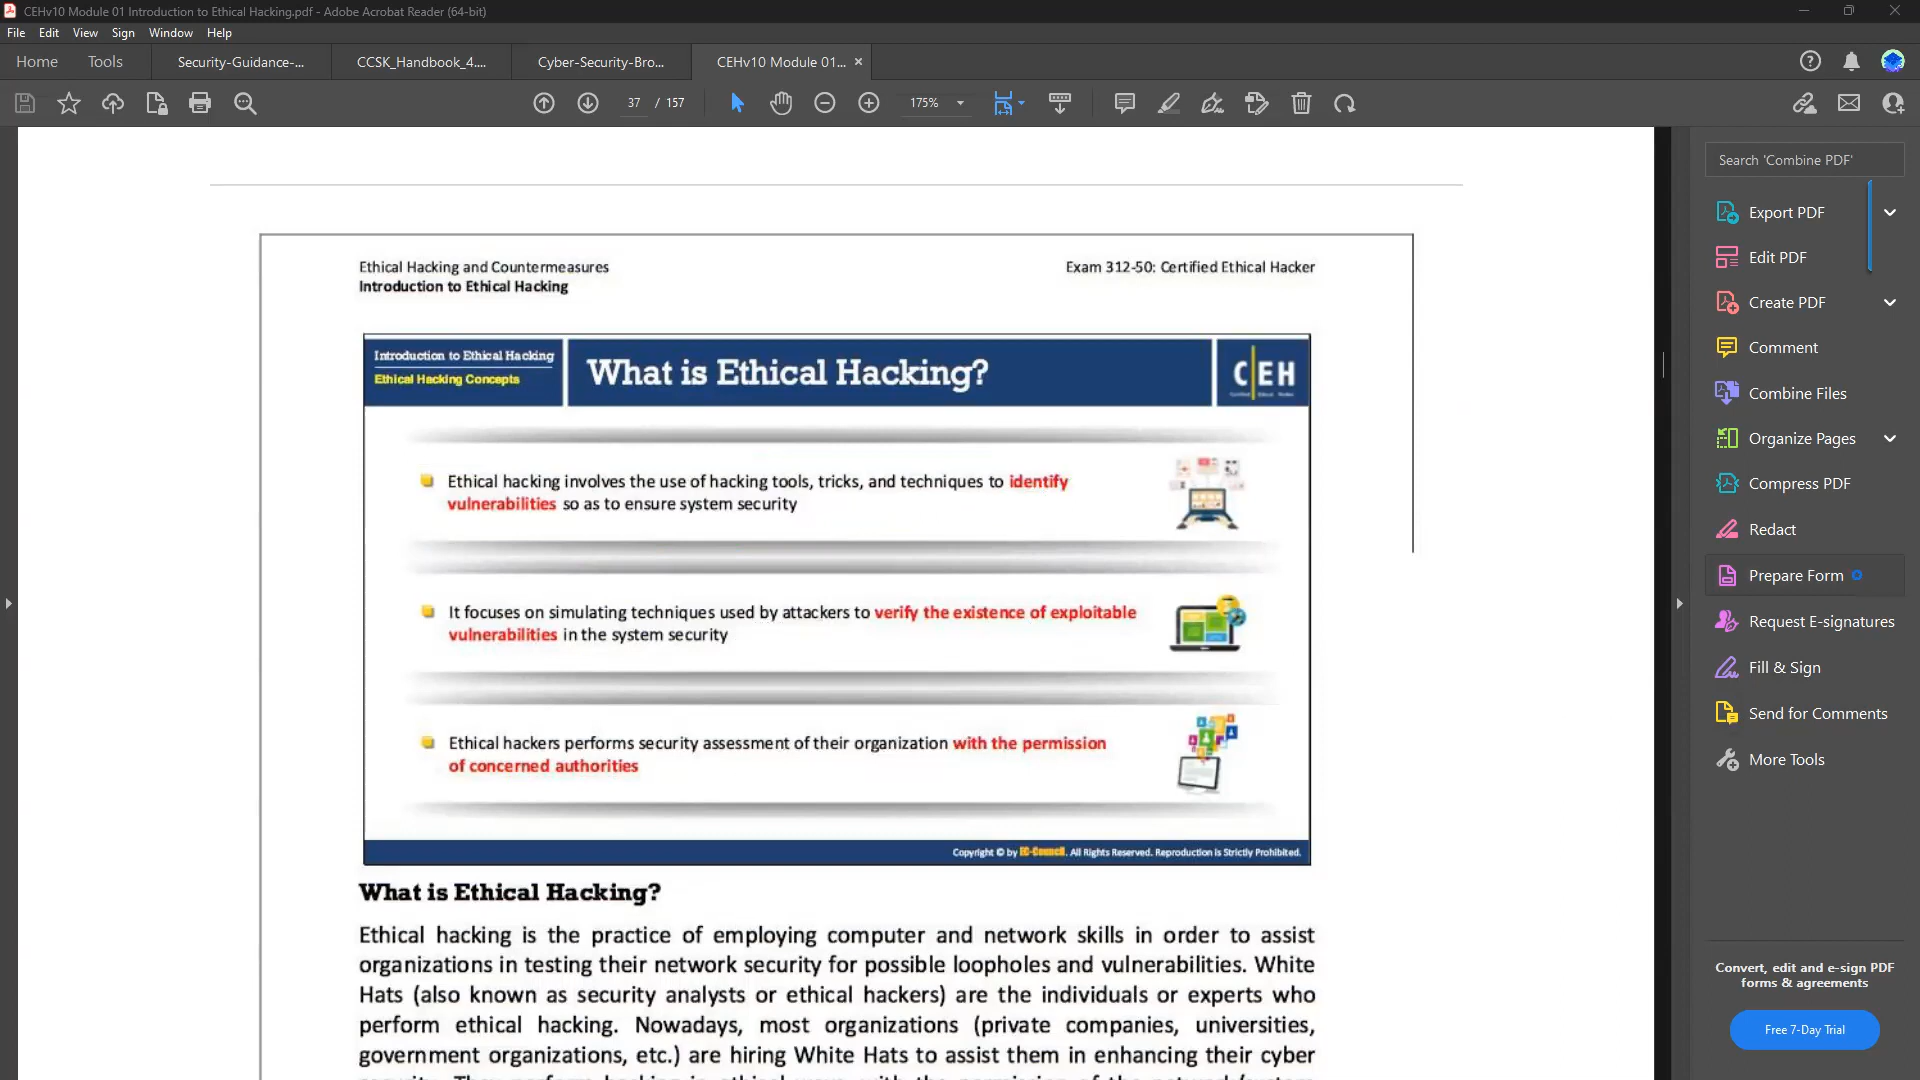 CEHv10 Module 01 Introduction to Ethical Hacking.pdf - Adobe Acrobat Reader (64-bit)
File Edit View Sign Window Help
Home Tools Security-Guidance-... CCSK_Handbook_4.... Cyber-Security-Bro... CEHv10 Module 01...
37 / 157 175%
Search 'Combine PDF'
Export PDF
Edit PDF
Create PDF
Comment
Combine Files
Organize Pages
Compress PDF
Redact
Prepare Form
Request E-signatures
Fill & Sign
Send for Comments
More Tools
Convert, edit and e-sign PDF
forms & agreements
Free 7-Day Trial
Ethical Hacking and Countermeasures Exam 312-50: Certified Ethical Hacker
Introduction to Ethical Hacking
Introduction to Ethical Hacking
Ethical Hacking Concepts
What is Ethical Hacking?
CEH
Ethical hacking involves the use of hacking tools, tricks, and techniques to identify
vulnerabilities so as to ensure system security
It focuses on simulating techniques used by attackers to verify the existence of exploitable
vulnerabilities in the system security
Ethical hackers performs security assessment of their organization with the permission
of concerned authorities
Copyright © by EC-Council. All Rights Reserved. Reproduction is Strictly Prohibited.
What is Ethical Hacking?
Ethical hacking is the practice of employing computer and network skills in order to assist
organizations in testing their network security for possible loopholes and vulnerabilities. White
Hats (also known as security analysts or ethical hackers) are the individuals or experts who
perform ethical hacking. Nowadays, most organizations (private companies, universities,
government organizations, etc.) are hiring White Hats to assist them in enhancing their cyber